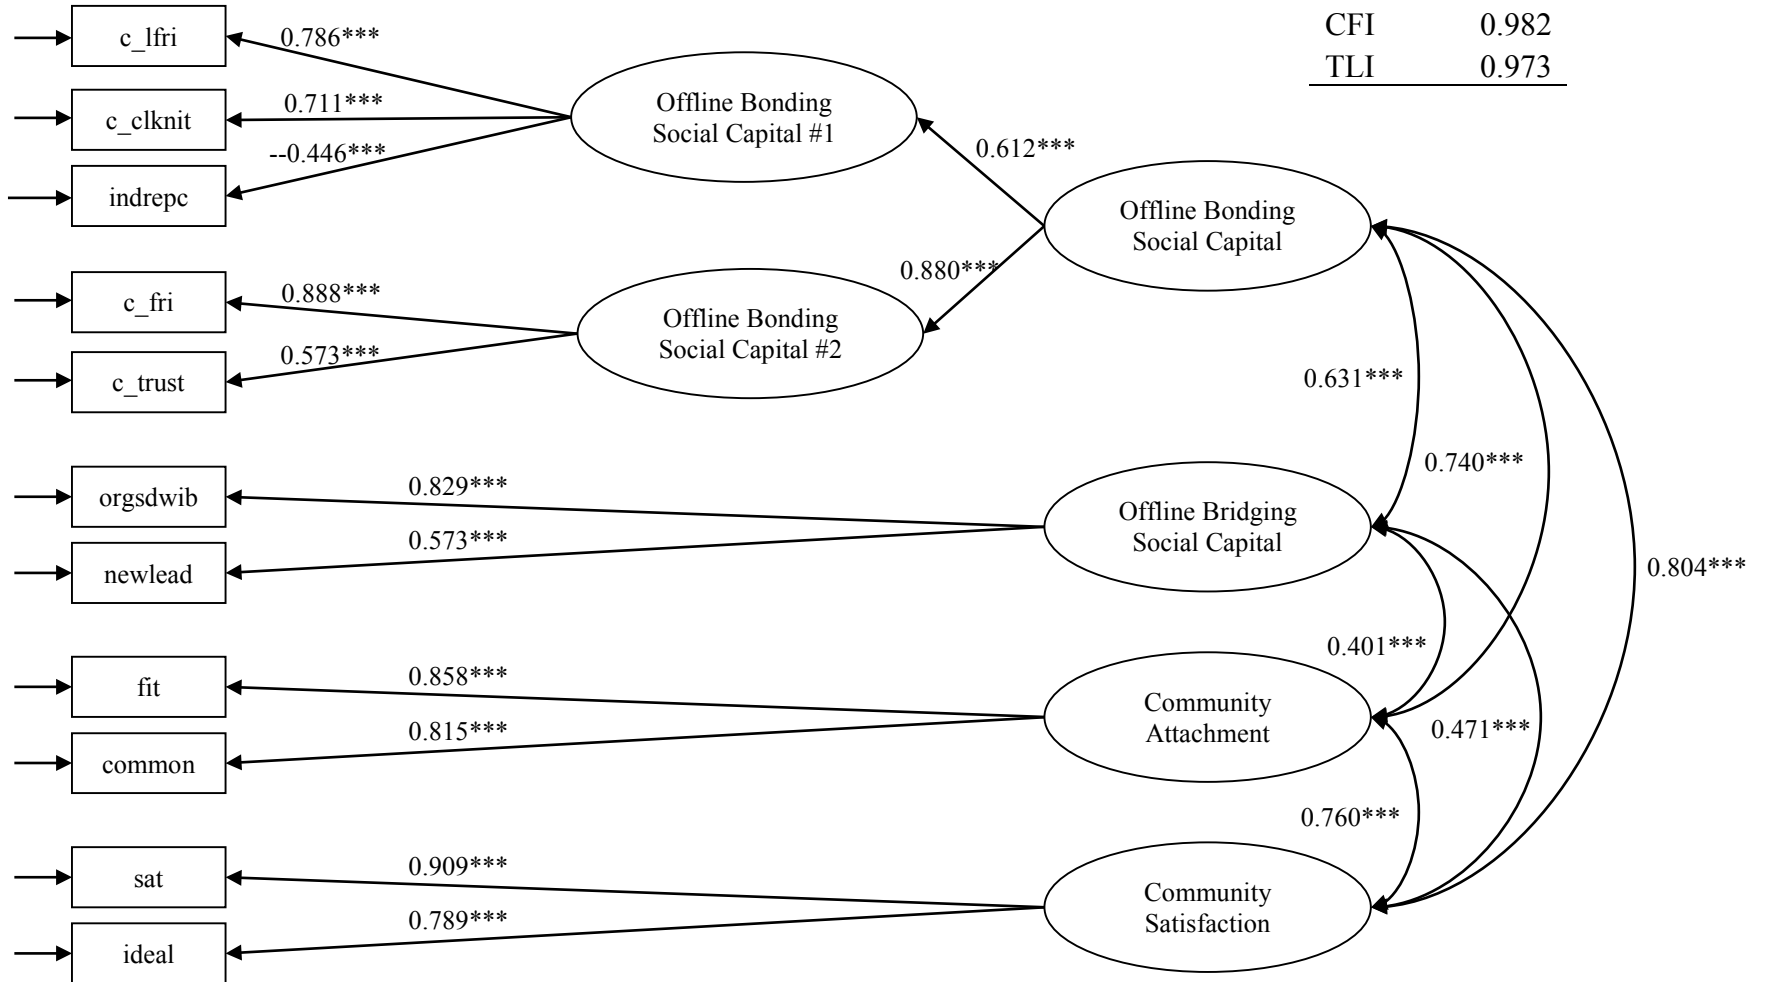 CFI 0.982
TLI 0.973
c_lfri
0.786***
c_clknit
0.711***
indrepc
--0.446***
Offline Bonding
Social Capital #1
0.612***
Offline Bonding
Social Capital
c_fri
0.888***
c_trust
0.573***
Offline Bonding
Social Capital #2
0.880***
0.631***
0.740***
0.804***
orgsdwib
0.829***
newlead
0.573***
Offline Bridging
Social Capital
0.401***
0.471***
fit
0.858***
common
0.815***
Community
Attachment
0.760***
sat
0.909***
ideal
0.789***
Community
Satisfaction